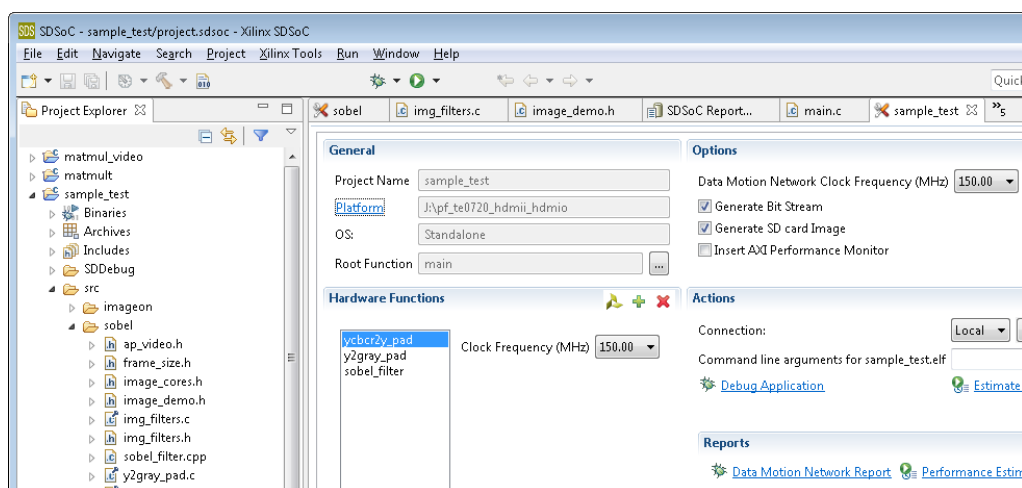 SDS SDSoC - sample_test/project.sdsoc - Xilinx SDSoC
File Edit Navigate Search Project Xilinx Tools Run Window Help
010
Quick
Project Explorer
sobel
img_filters.c
image_demo.h
SDSoC Report...
main.c
sample_test
»5
matmul_video
matmult
sample_test
Binaries
Archives
Includes
SDDebug
src
imageon
sobel
ap_video.h
frame_size.h
image_cores.h
image_demo.h
img_filters.c
img_filters.h
sobel_filter.cpp
y2gray_pad.c
General
Project Name sample_test
Platform J:\pf_te0720_hdmii_hdmio
OS: Standalone
Root Function main ...
Hardware Functions
ycbcr2y_pad
y2gray_pad
sobel_filter
Clock Frequency (MHz) 150.00
Options
Data Motion Network Clock Frequency (MHz) 150.00
Generate Bit Stream
Generate SD card Image
Insert AXI Performance Monitor
Actions
Connection: Local
Command line arguments for sample_test.elf
Debug Application Estimate
Reports
Data Motion Network Report Performance Estim